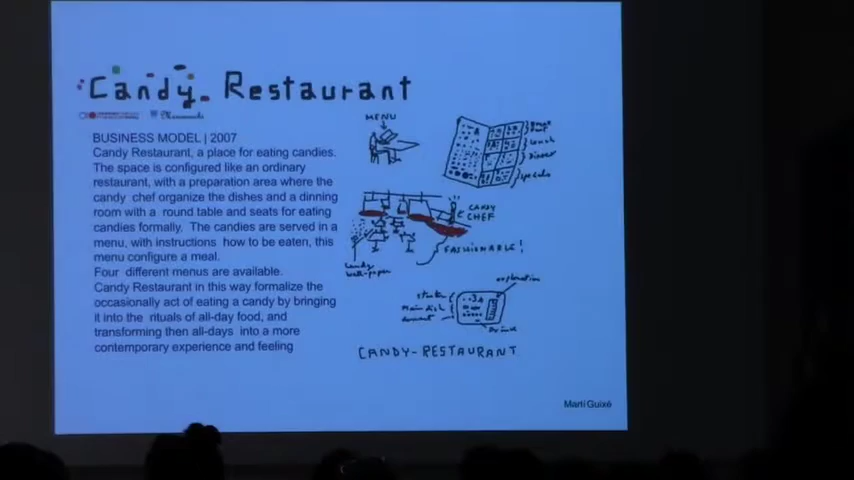 Candy Restaurant
BUSINESS MODEL | 2007
Candy Restaurant, a place for eating candies.
The space is configured like an ordinary
restaurant, with a preparation area where the
candy chef organize the dishes and a dinning
room with a round table and seats for eating
candies formally. The candies are served in a
menu, with instructions how to be eaten, this
menu configure a meal.
Four different menus are available.
Candy Restaurant in this way formalize the
occasionally act of eating a candy by bringing
it into the rituals of all-day food, and
transforming then all-days into a more
contemporary experience and feeling
MENU
lunch
Dinner
specials
CANDY
CHEF
FASHIONABLE!
candy
wall-paper
explanation
starter
Main dish
dessert
Drink
CANDY-RESTAURANT
Martí Guixé